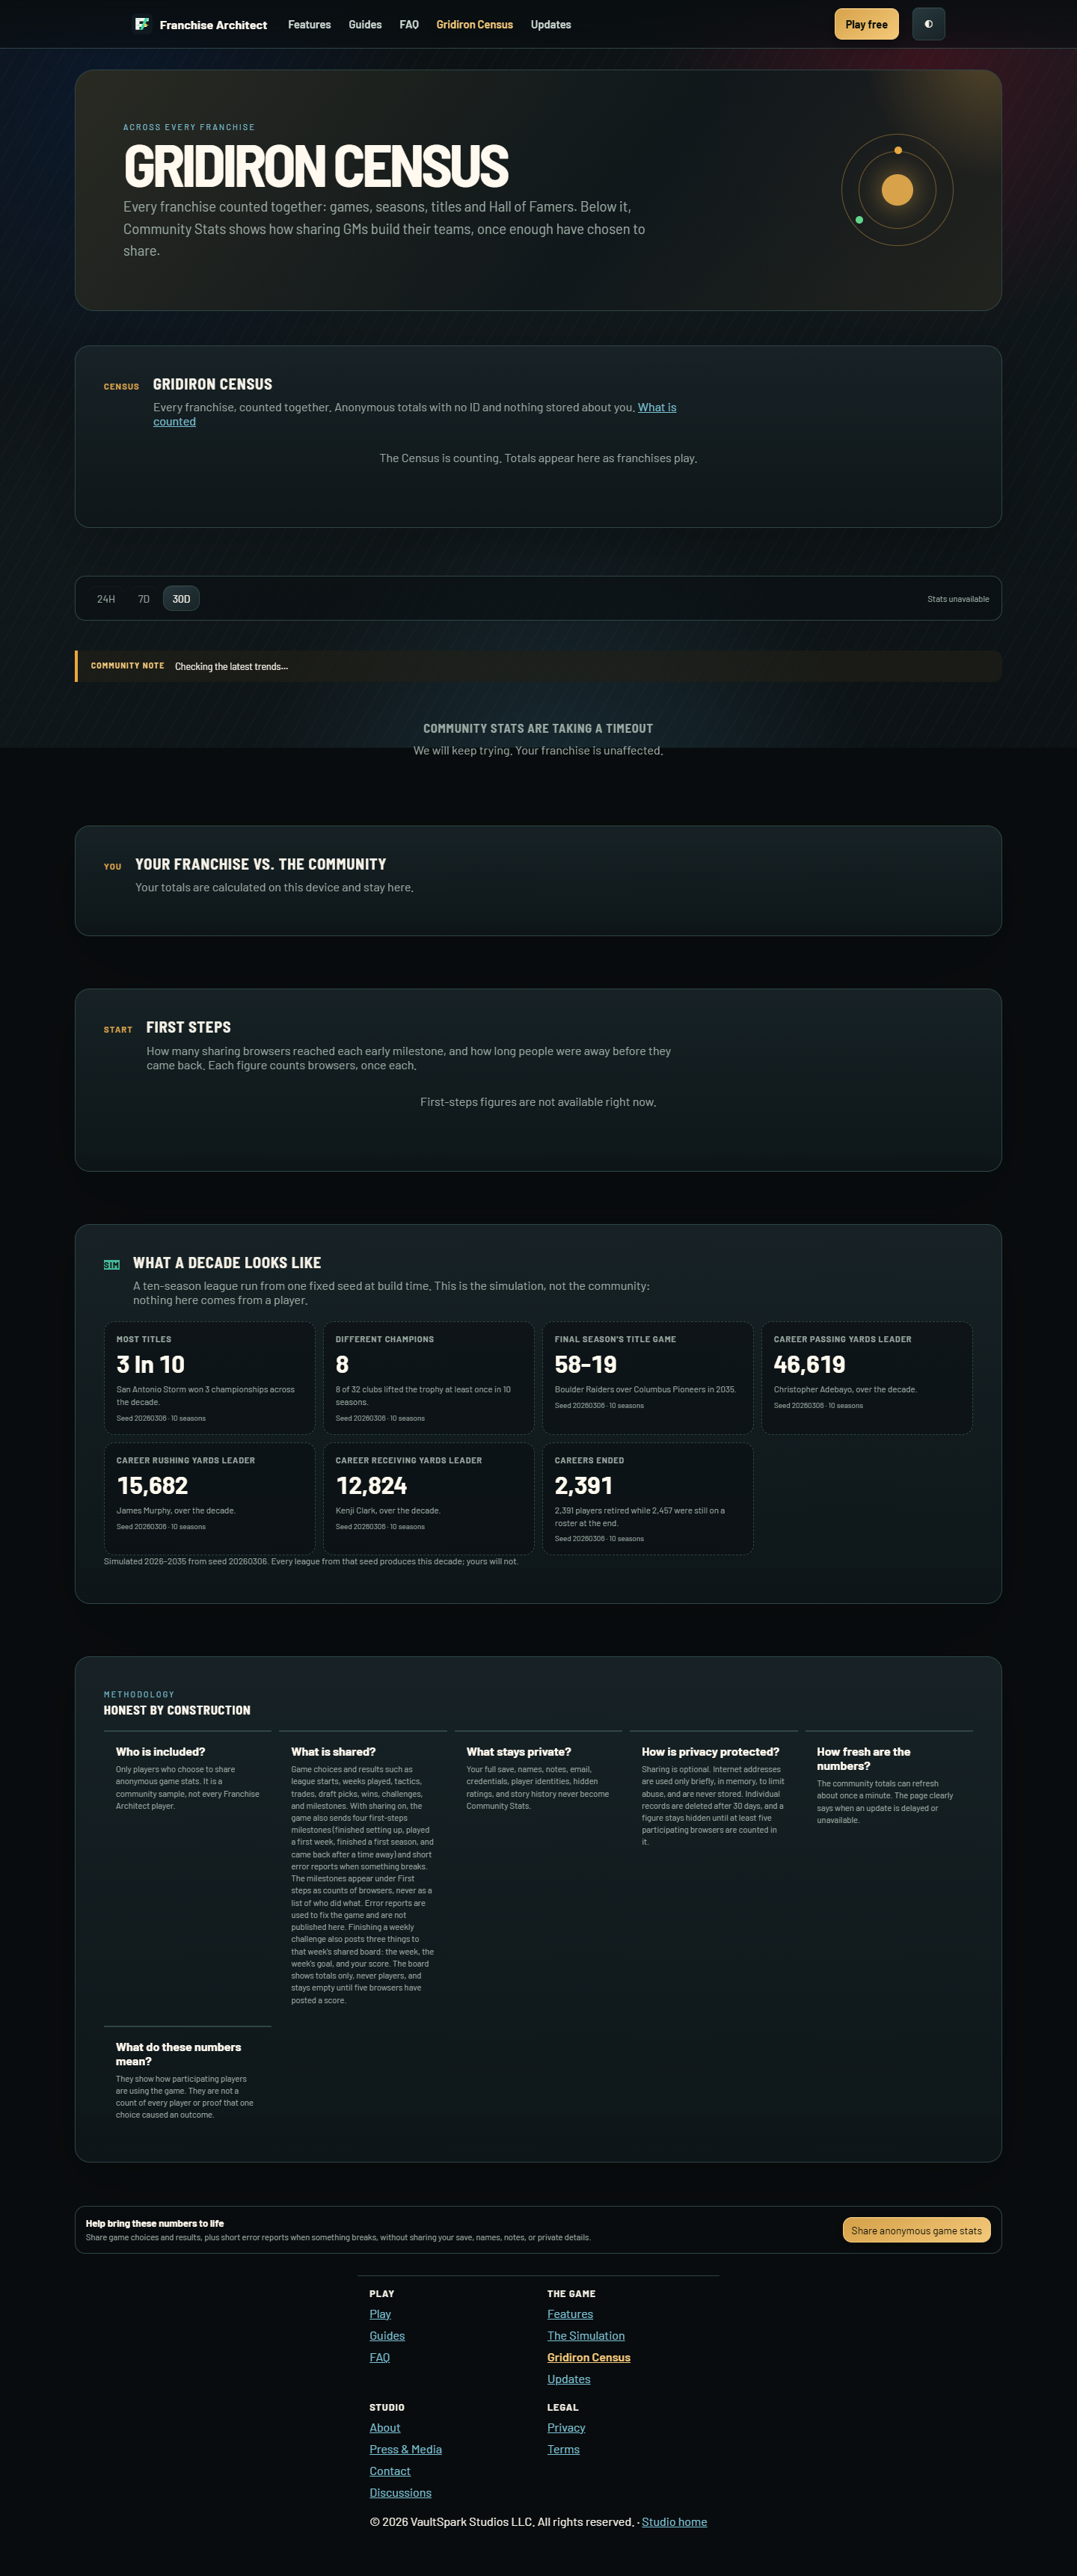 Franchise Architect
Features
Guides
FAQ
Gridiron Census
Updates
Play free
ACROSS EVERY FRANCHISE
GRIDIRON CENSUS
Every franchise counted together: games, seasons, titles and Hall of Famers. Below it,
Community Stats shows how sharing GMs build their teams, once enough have chosen to
share.
CENSUS
GRIDIRON CENSUS
Every franchise, counted together. Anonymous totals with no ID and nothing stored about you. What is
counted
The Census is counting. Totals appear here as franchises play.
24H
7D
30D
Stats unavailable
COMMUNITY NOTE
Checking the latest trends...
COMMUNITY STATS ARE TAKING A TIMEOUT
We will keep trying. Your franchise is unaffected.
YOU
YOUR FRANCHISE VS. THE COMMUNITY
Your totals are calculated on this device and stay here.
START
FIRST STEPS
How many sharing browsers reached each early milestone, and how long people were away before they
came back. Each figure counts browsers, once each.
First-steps figures are not available right now.
SIM
WHAT A DECADE LOOKS LIKE
A ten-season league run from one fixed seed at build time. This is the simulation, not the community:
nothing here comes from a player.
MOST TITLES
3 In 10
San Antonio Storm won 3 championships across
the decade.
Seed 20260306 · 10 seasons
DIFFERENT CHAMPIONS
8
8 of 32 clubs lifted the trophy at least once in 10
seasons.
Seed 20260306 · 10 seasons
FINAL SEASON'S TITLE GAME
58–19
Boulder Raiders over Columbus Pioneers in 2035.
Seed 20260306 · 10 seasons
CAREER PASSING YARDS LEADER
46,619
Christopher Adebayo, over the decade.
Seed 20260306 · 10 seasons
CAREER RUSHING YARDS LEADER
15,682
James Murphy, over the decade.
Seed 20260306 · 10 seasons
CAREER RECEIVING YARDS LEADER
12,824
Kenji Clark, over the decade.
Seed 20260306 · 10 seasons
CAREERS ENDED
2,391
2,391 players retired while 2,457 were still on a
roster at the end.
Seed 20260306 · 10 seasons
Simulated 2026–2035 from seed 20260306. Every league from that seed produces this decade; yours will not.
METHODOLOGY
HONEST BY CONSTRUCTION
Who is included?
Only players who choose to share
anonymous game stats. It is a
community sample, not every Franchise
Architect player.
What is shared?
Game choices and results such as
league starts, weeks played, tactics,
trades, draft picks, wins, challenges,
and milestones. With sharing on, the
game also sends four first-steps
milestones (finished setting up, played
a first week, finished a first season, and
came back after a time away) and short
error reports when something breaks.
The milestones appear under First
steps as counts of browsers, never as a
list of who did what. Error reports are
used to fix the game and are not
published here. Finishing a weekly
challenge also posts three things to
that week's shared board: the week, the
week's goal, and your score. The board
shows totals only, never players, and
stays empty until five browsers have
posted a score.
What stays private?
Your full save, names, notes, email,
credentials, player identities, hidden
ratings, and story history never become
Community Stats.
How is privacy protected?
Sharing is optional. Internet addresses
are used only briefly, in memory, to limit
abuse, and are never stored. Individual
records are deleted after 30 days, and a
figure stays hidden until at least five
participating browsers are counted in
it.
How fresh are the
numbers?
The community totals can refresh
about once a minute. The page clearly
says when an update is delayed or
unavailable.
What do these numbers
mean?
They show how participating players
are using the game. They are not a
count of every player or proof that one
choice caused an outcome.
Help bring these numbers to life
Share game choices and results, plus short error reports when something breaks, without sharing your save, names, notes, or private details.
Share anonymous game stats
PLAY
Play
Guides
FAQ
THE GAME
Features
The Simulation
Gridiron Census
Updates
STUDIO
About
Press & Media
Contact
Discussions
LEGAL
Privacy
Terms
© 2026 VaultSpark Studios LLC. All rights reserved. · Studio home